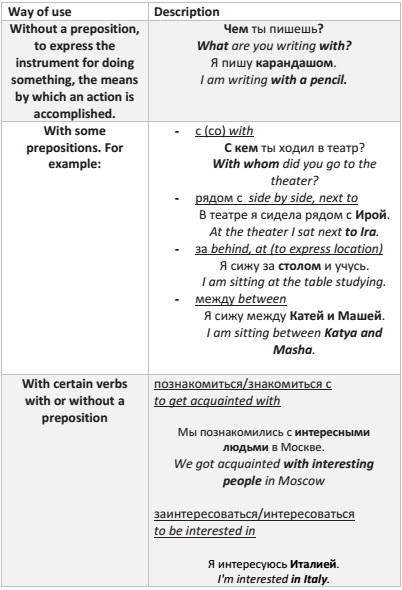 Way of use
Description
Without a preposition,
to express the
instrument for doing
something, the means
by which an action is
accomplished.
Чем ты пишешь?
What are you writing with?
Я пишу карандашом.
I am writing with a pencil.
With some
prepositions. For
example:
- с (со) with
С кем ты ходил в театр?
With whom did you go to the
theater?
- рядом с side by side, next to
В театре я сидела рядом с Ирой.
At the theater I sat next to Ira.
- за behind, at (to express location)
Я сижу за столом и учусь.
I am sitting at the table studying.
- между between
Я сижу между Катей и Машей.
I am sitting between Katya and
Masha.
With certain verbs
with or without a
preposition
познакомиться/знакомиться с
to get acquainted with
Мы познакомились с интересными
людьми в Москве.
We got acquainted with interesting
people in Moscow
заинтересоваться/интересоваться
to be interested in
Я интересуюсь Италией.
I'm interested in Italy.